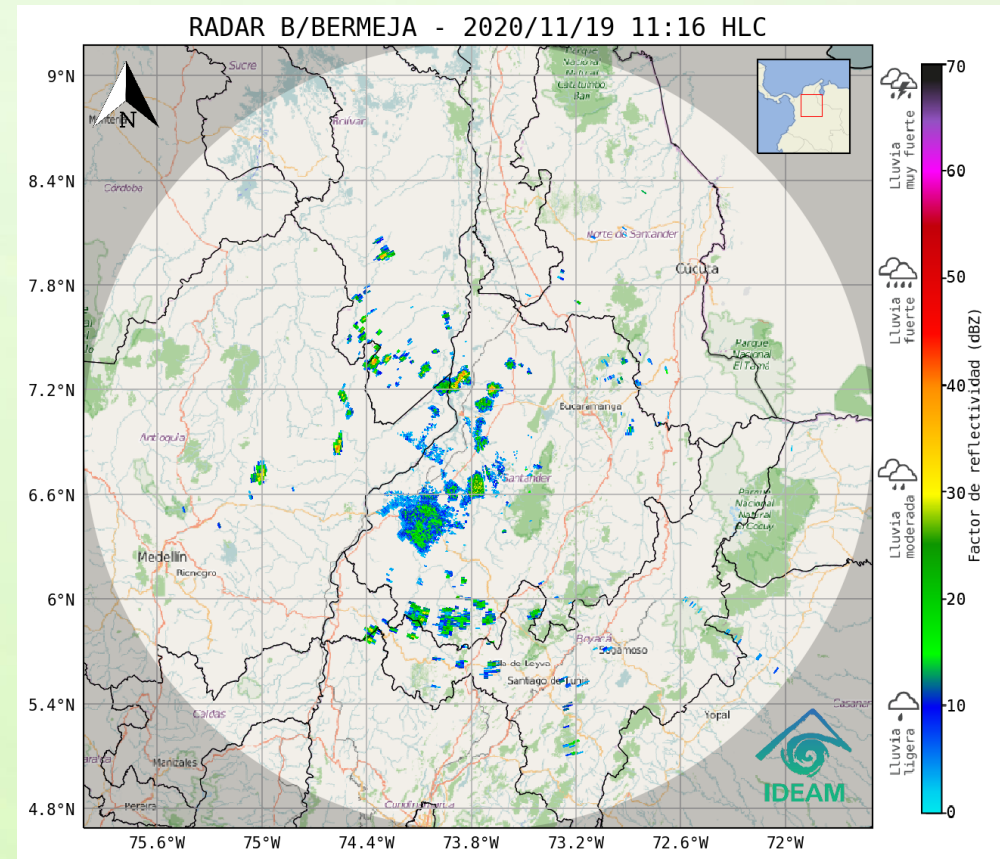 RADAR B/BERMEJA - 2020/11/19 11:16 HLC
9°N
8.4°N
7.8°N
7.2°N
6.6°N
6°N
5.4°N
4.8°N
75.6°W
75°W
74.4°W
73.8°W
73.2°W
72.6°W
72°W
N
Sucre
Bolívar
Córdoba
Parque
Nacional
Natural
Catatumbo
Bari
Norte de Santander
Cúcuta
Parque
Nacional
El Tamá
Bucaramanga
Antioquia
Santander
Parque
Nacional
Natural
El Cocuy
Medellín
Rionegro
Boyacá
Sogamoso
Villa de Leyva
Santiago de Tunja
Yopal
Casanare
Caldas
Manizales
Pereira
Cundinamarca
IDEAM
70
60
50
40
30
20
10
0
Lluvia
muy fuerte
Lluvia
fuerte
Lluvia
moderada
Lluvia
ligera
Factor de reflectividad (dBZ)